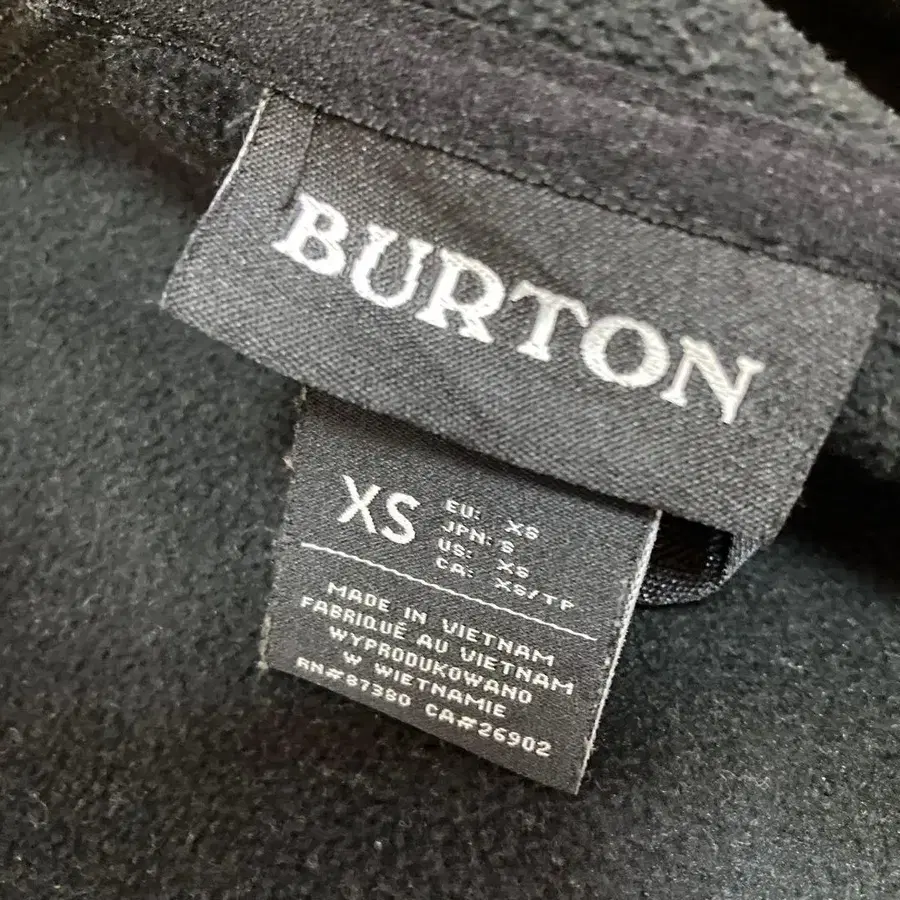 BURTON
XS
EU: XS
JPN: S
US: XS
CA: XS/TP
MADE IN VIETNAM
FABRIQUÉ AU VIETNAM
WYPRODUKOWANO
W WIETNAMIE
RN#87380 CA#26902